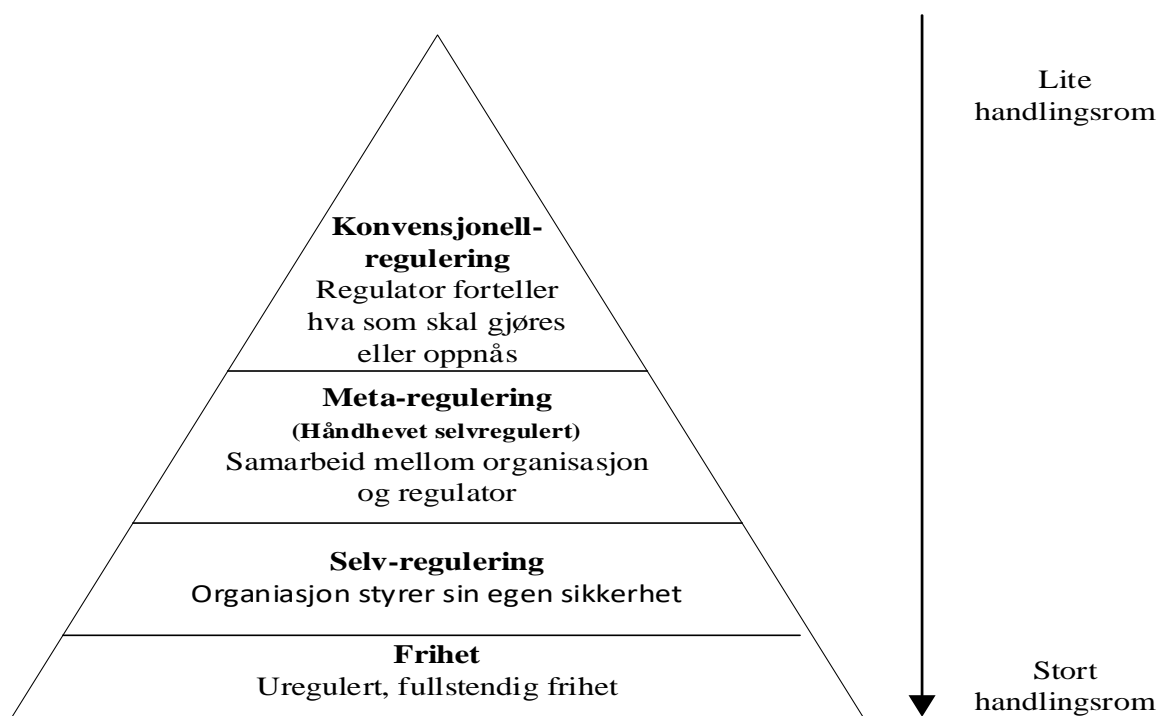 Lite
handlingsrom
Konvensjonell-
regulering
Regulator forteller
hva som skal gjøres
eller oppnås
Meta-regulering
(Håndhevet selvregulert)
Samarbeid mellom organisasjon
og regulator
Selv-regulering
Organiasjon styrer sin egen sikkerhet
Frihet
Uregulert, fullstendig frihet
Stort
handlingsrom